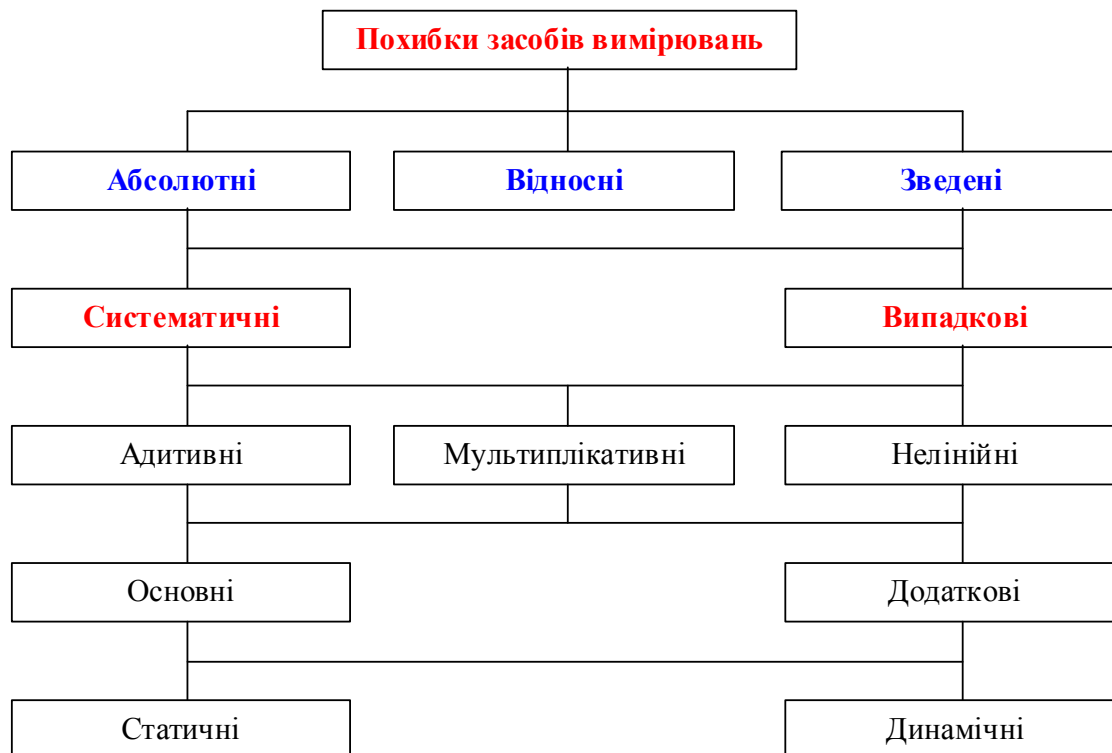 Похибки засобів вимірювань
Абсолютні
Відносні
Зведені
Систематичні
Випадкові
Адитивні
Мультиплікативні
Нелінійні
Основні
Додаткові
Статичні
Динамічні